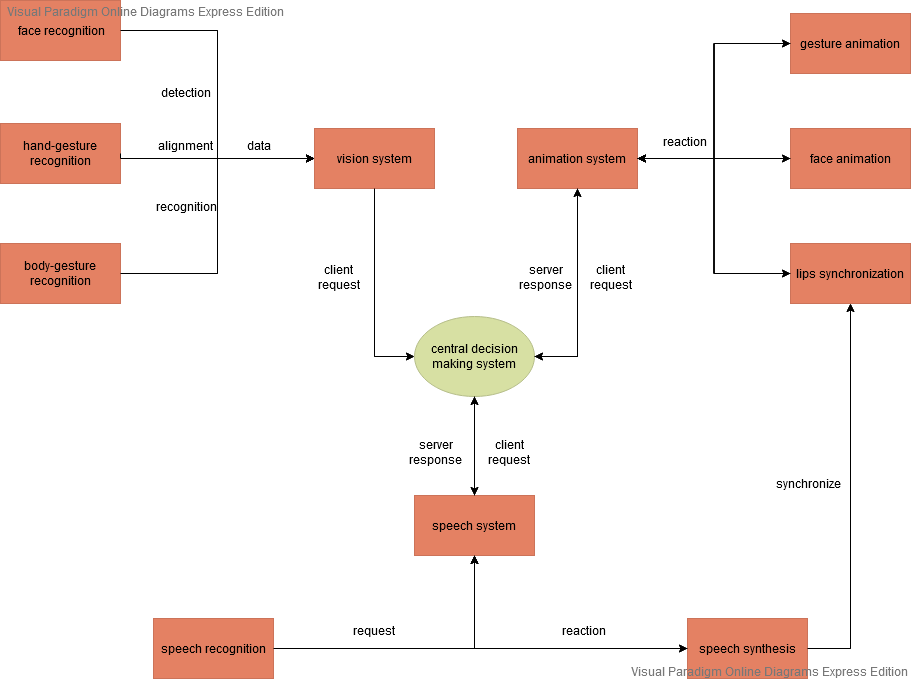 Visual Paradigm Online Diagrams Express Edition
face recognition
gesture animation
detection
hand-gesture
recognition
alignment
data
vision system
animation system
reaction
face animation
recognition
body-gesture
recognition
client
request
server
response
client
request
lips synchronization
central decision
making system
server
response
client
request
synchronize
speech system
request
reaction
speech recognition
speech synthesis
Visual Paradigm Online Diagrams Express Edition